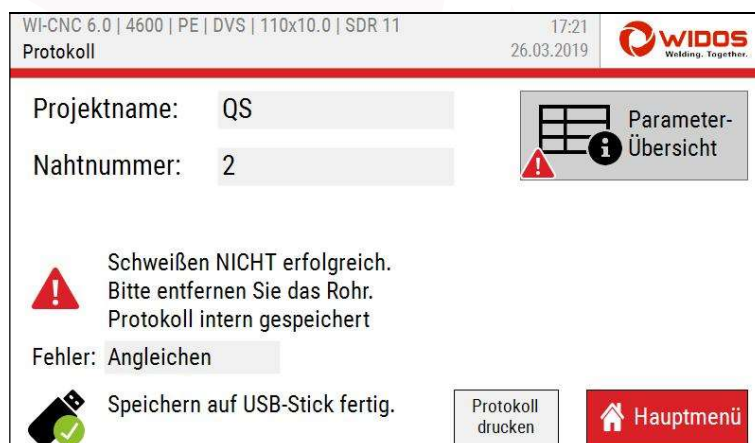 WI-CNC 6.0 | 4600 | PE | DVS | 110x10.0 | SDR 11
17:21
Protokoll
26.03.2019
WIDOS
Welding. Together.
Projektname: QS
Parameter-
Übersicht
Nahtnummer: 2
Schweißen NICHT erfolgreich.
Bitte entfernen Sie das Rohr.
Protokoll intern gespeichert
Fehler: Angleichen
Speichern auf USB-Stick fertig.
Protokoll
drucken
Hauptmenü